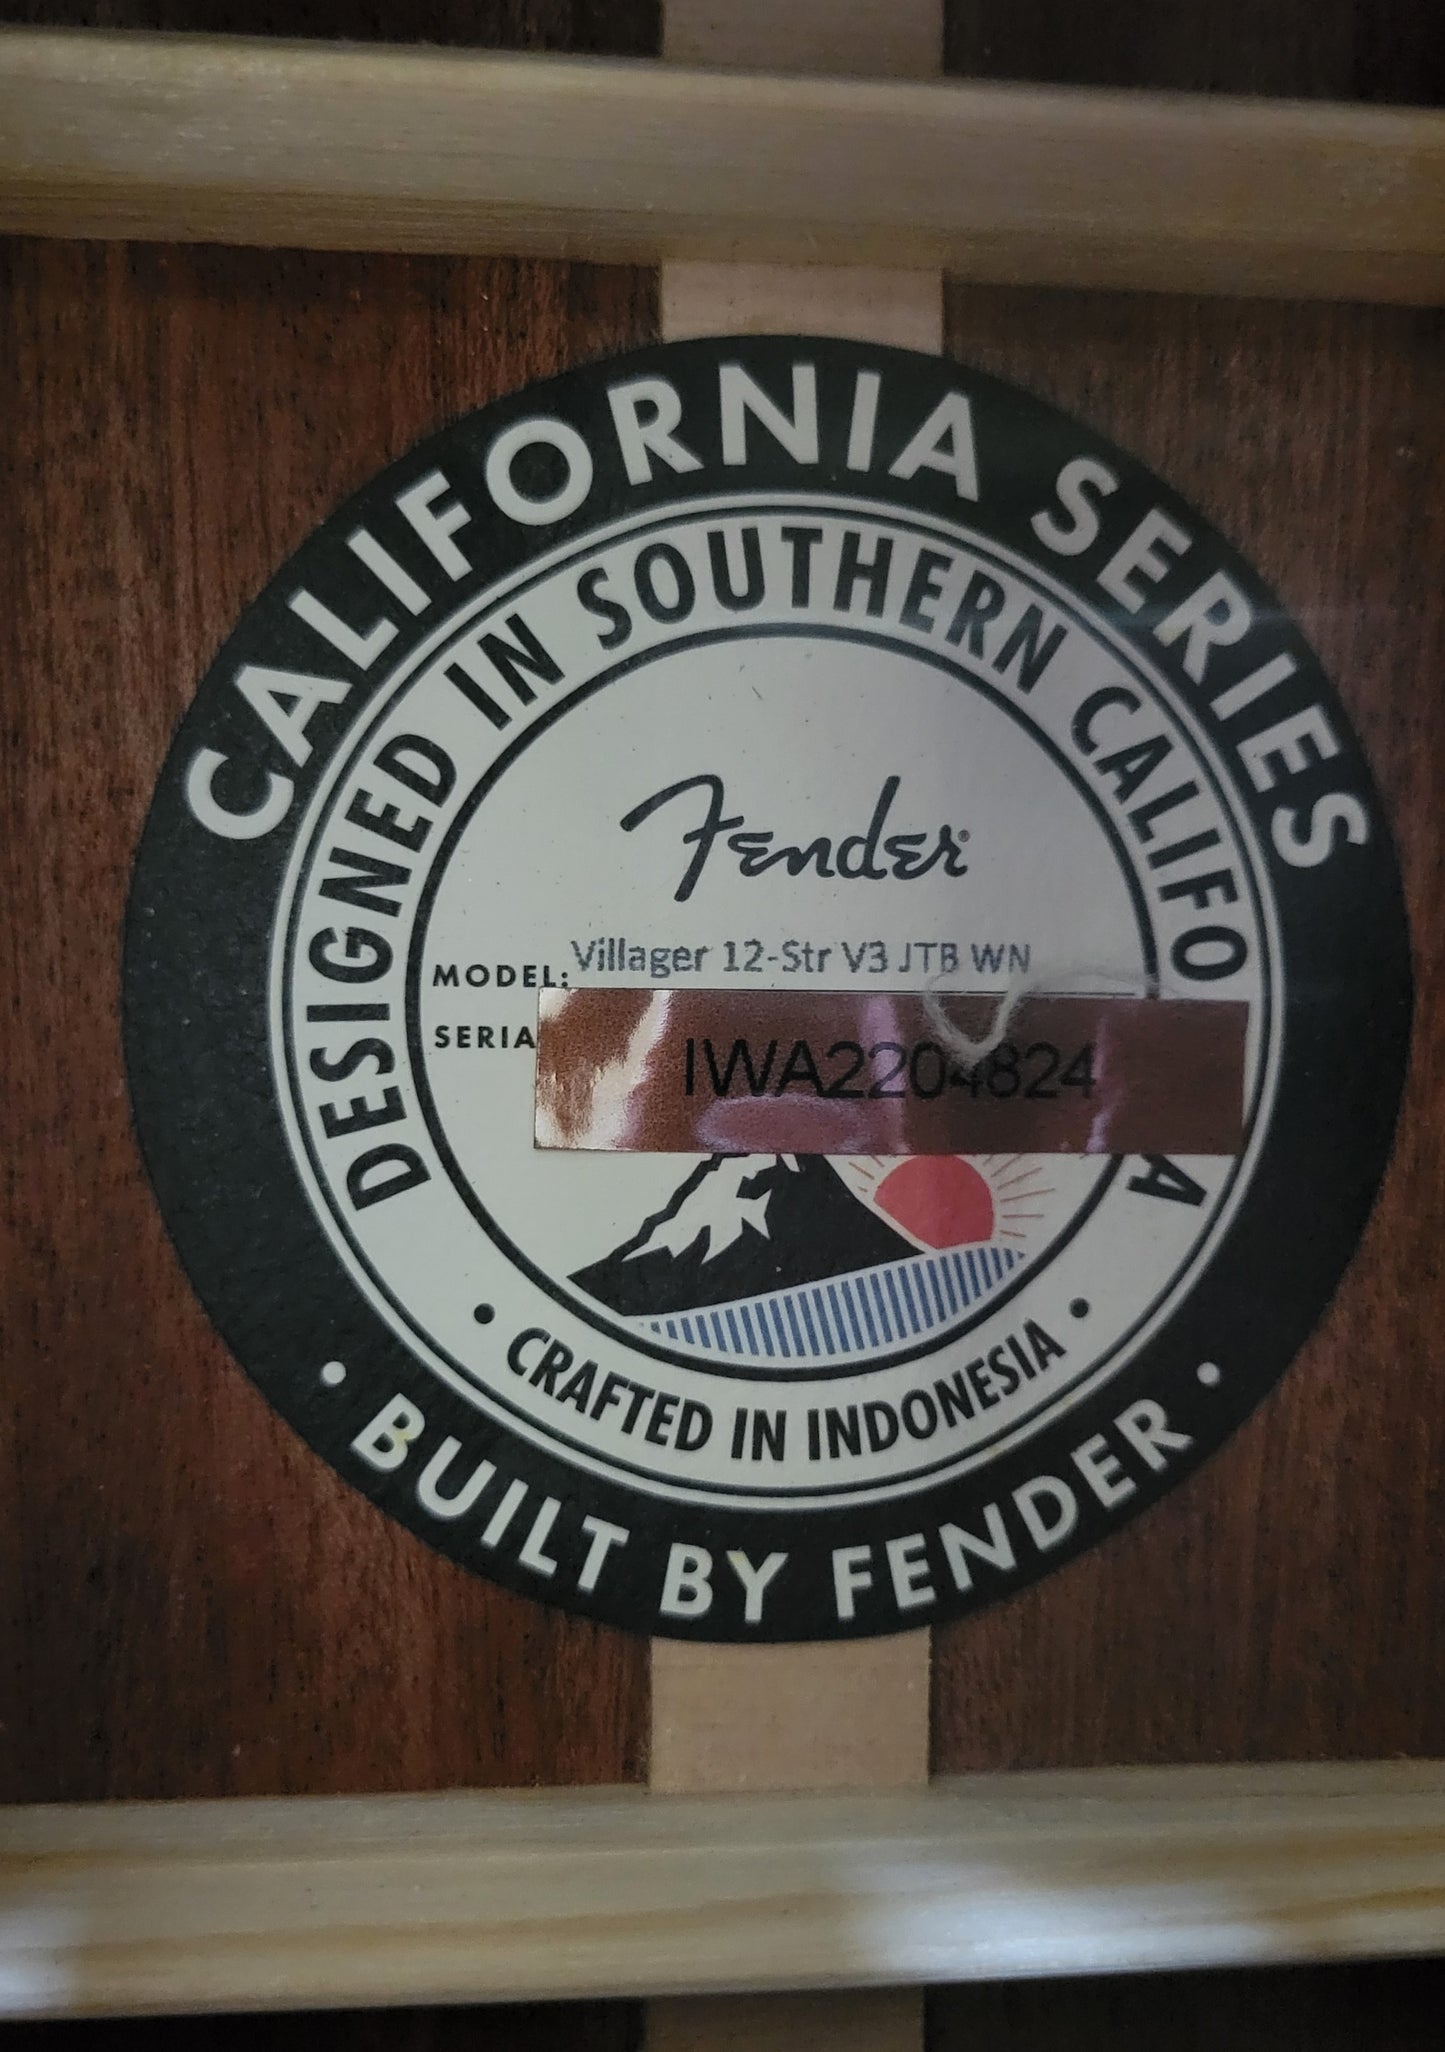 CALIFORNIA SERIES
DESIGNED IN SOUTHERN CALIFO A
Fender®
MODEL: Villager 12-Str V3 JTB WN
SERIA IWA2204824
• CRAFTED IN INDONESIA •
• BUILT BY FENDER •